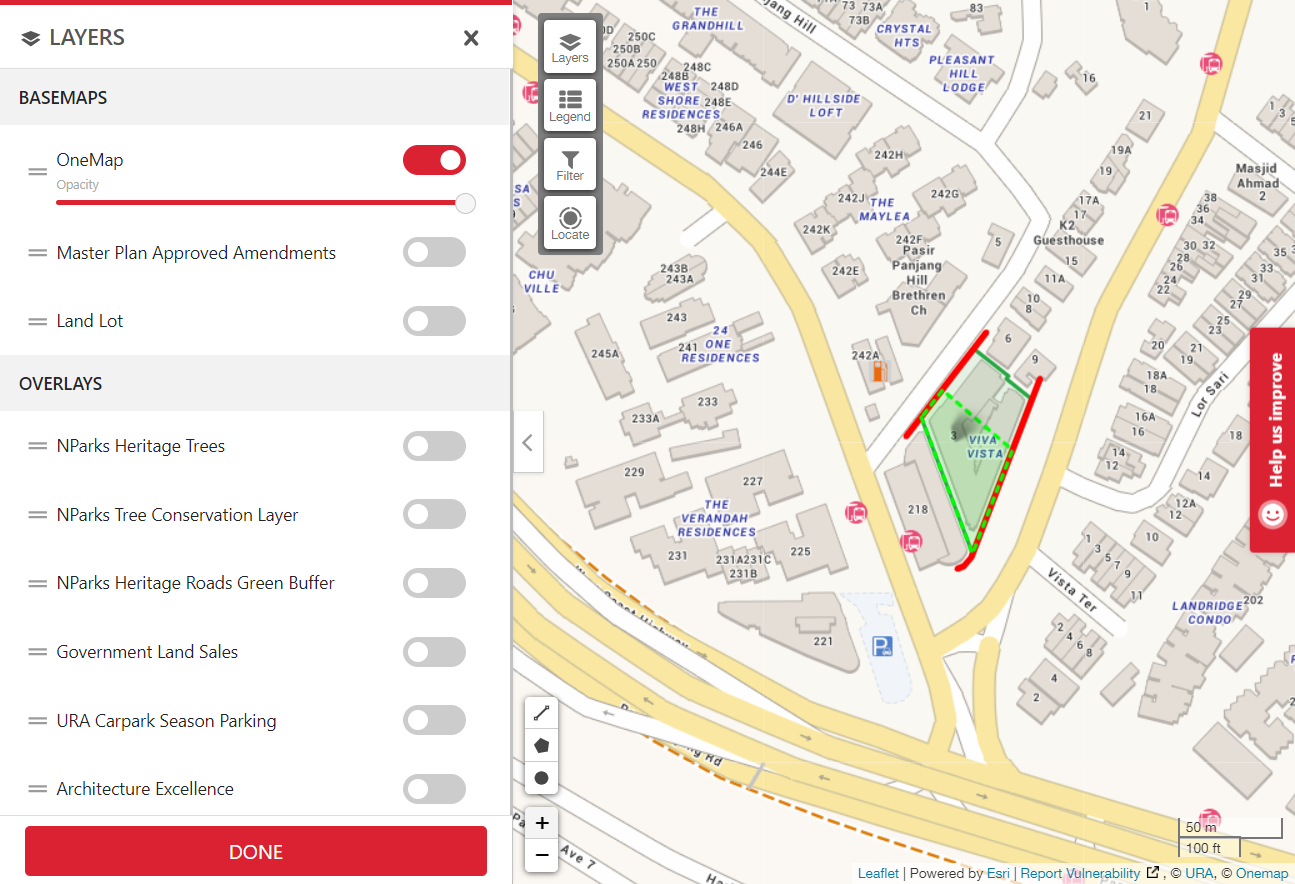 LAYERS
BASEMAPS
OneMap
Opacity
Master Plan Approved Amendments
Land Lot
OVERLAYS
NParks Heritage Trees
NParks Tree Conservation Layer
NParks Heritage Roads Green Buffer
Government Land Sales
URA Carpark Season Parking
Architecture Excellence
DONE
Layers
Legend
Filter
Locate
THE
GRANDHILL
73 73A
73B
83
1
CRYSTAL
HTS
250C
250B
250A 250
248C
248B
248D
WEST
SHORE 248E
RESIDENCES
248H 246A
246
244E
PLEASANT
HILL
LODGE
16
D'HILLSIDE
LOFT
21
19A
19
242H
242J
242G
THE
MAYLEA
242K
242F
242E
Pasir
Panjang
Hill
Brethren
Ch
5
17A
17
K2
Guesthouse
15
11A
10
8
Masjid
Ahmad
2
1 3
38
36
34
30 32
28
26
24
22
35
33
31
29
27
25
23
21
19
20
18A
18
16A
16
14
12
Lor Sari
18
14
12A
12
10
CHU
VILLE
243B
243A
243
241
24
ONE
RESIDENCES
245A
242A
6
9
3
VIVA
VISTA
218
233
233A
229
227
THE
VERANDAH
RESIDENCES
231
231A 231C
231B
225
221
1 3 5 7 9 11
Vista Ter
2 4 6 8
4
2
LANDRIDGE 202
CONDO
Ave 7
Help us improve
+
−
50 m
100 ft
Leaflet | Powered by Esri | Report Vulnerability , © URA, © Onemap